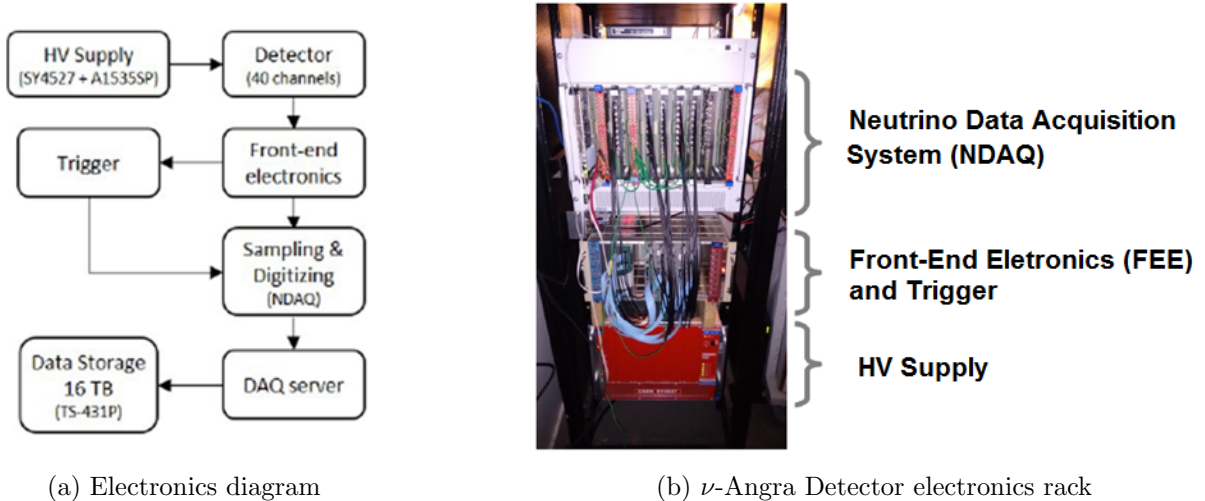 HV Supply
(SY4527 + A1535SP)
Detector
(40 channels)
Trigger
Front-end
electronics
Sampling &
Digitizing
(NDAQ)
Data Storage
16 TB
(TS-431P)
DAQ server
Neutrino Data Acquisition
System (NDAQ)
Front-End Eletronics (FEE)
and Trigger
HV Supply
(a) Electronics diagram
(b) ν-Angra Detector electronics rack